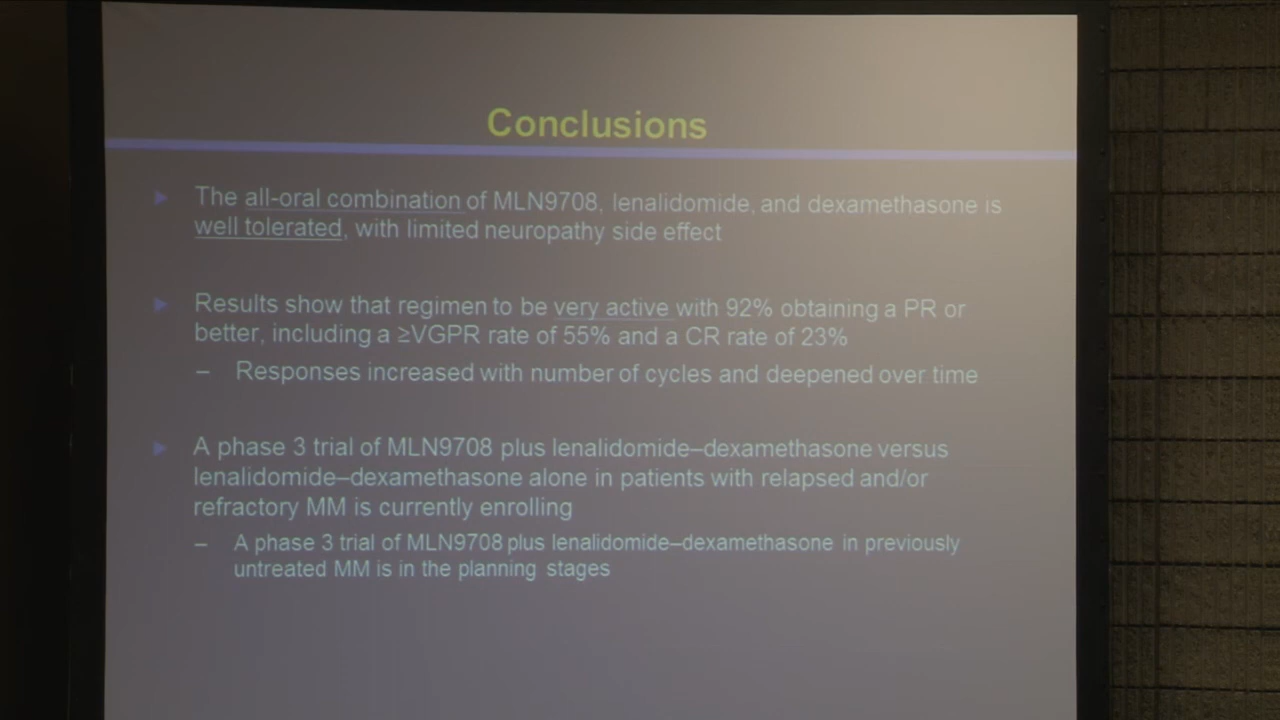 Conclusions
The all-oral combination of MLN9708, lenalidomide, and dexamethasone is
well tolerated, with limited neuropathy side effect
Results show that regimen to be very active with 92% obtaining a PR or
better, including a ≥VGPR rate of 55% and a CR rate of 23%
– Responses increased with number of cycles and deepened over time
A phase 3 trial of MLN9708 plus lenalidomide–dexamethasone versus
lenalidomide–dexamethasone alone in patients with relapsed and/or
refractory MM is currently enrolling
– A phase 3 trial of MLN9708 plus lenalidomide–dexamethasone in previously
untreated MM is in the planning stages